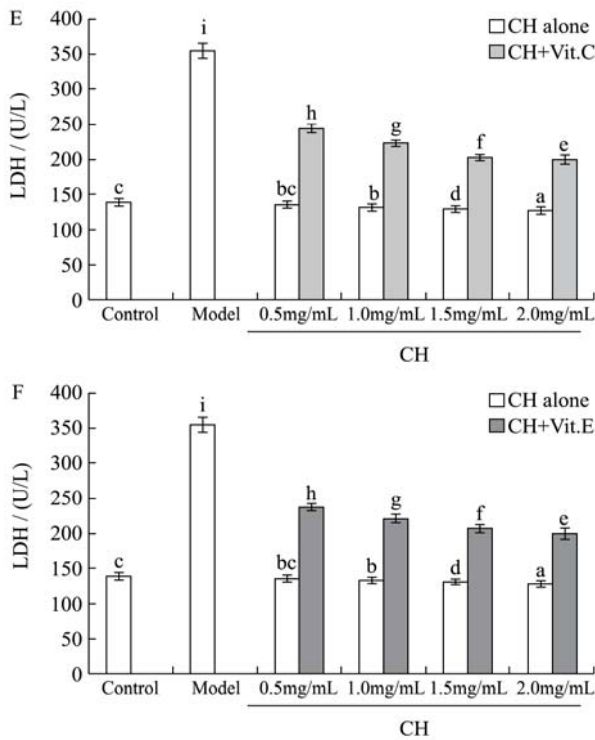 E
LDH / (U/L)
400
350
300
250
200
150
100
50
0
CH alone
CH+Vit.C
c
i
bc
h
b
g
d
f
a
e
Control Model 0.5mg/mL 1.0mg/mL 1.5mg/mL 2.0mg/mL
CH
F
LDH / (U/L)
400
350
300
250
200
150
100
50
0
CH alone
CH+Vit.E
c
i
bc
h
b
g
d
f
a
e
Control Model 0.5mg/mL 1.0mg/mL 1.5mg/mL 2.0mg/mL
CH